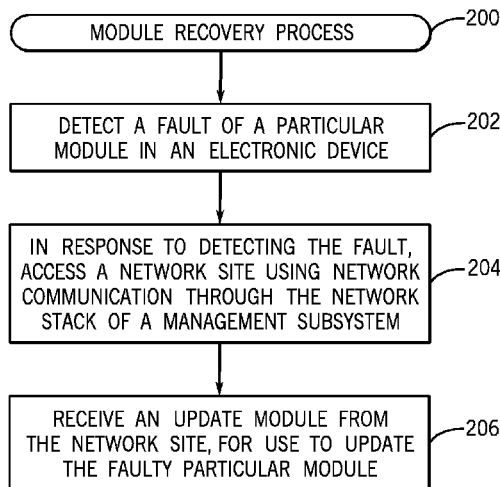 MODULE RECOVERY PROCESS
200
DETECT A FAULT OF A PARTICULAR
MODULE IN AN ELECTRONIC DEVICE
202
IN RESPONSE TO DETECTING THE FAULT,
ACCESS A NETWORK SITE USING NETWORK
COMMUNICATION THROUGH THE NETWORK
STACK OF A MANAGEMENT SUBSYSTEM
204
RECEIVE AN UPDATE MODULE FROM
THE NETWORK SITE, FOR USE TO UPDATE
THE FAULTY PARTICULAR MODULE
206